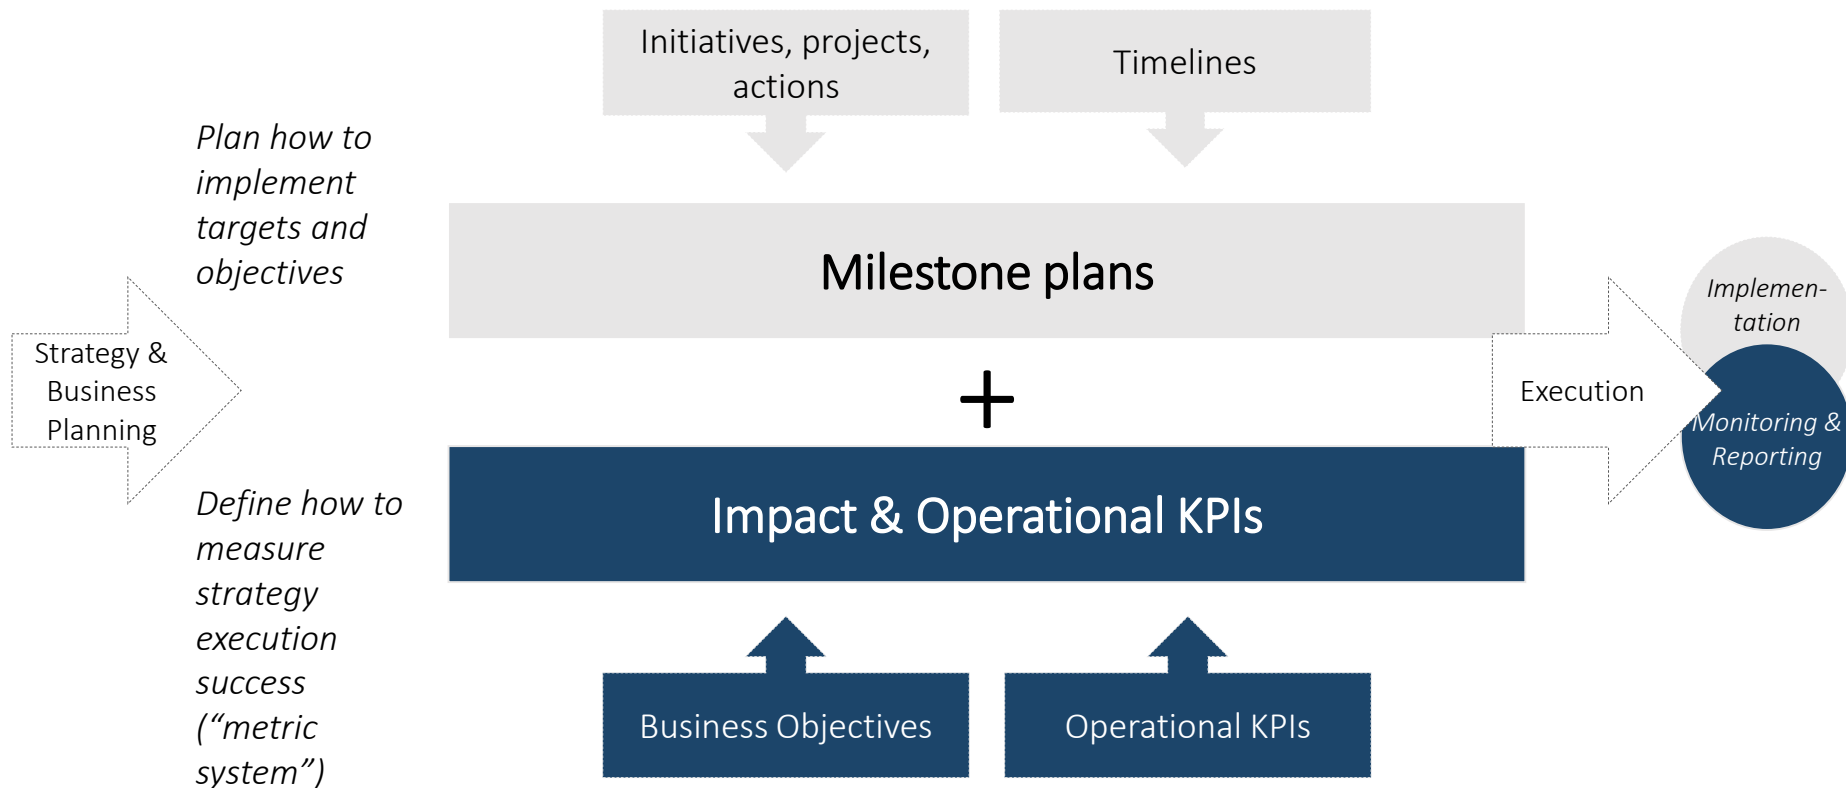 Initiatives, projects,
actions
Timelines
Plan how to
implement
targets and
objectives
Milestone plans
Implemen-
tation
Strategy &
Business
Planning
+
Execution
Monitoring &
Reporting
Define how to
measure
strategy
execution
success
(“metric
system”)
Impact & Operational KPIs
Business Objectives
Operational KPIs